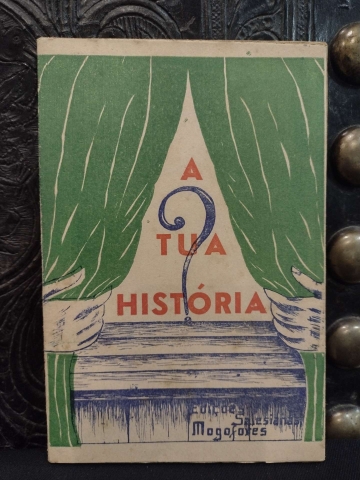 A
?
TUA
HISTÓRIA
Edições Salesianas
Mogofores